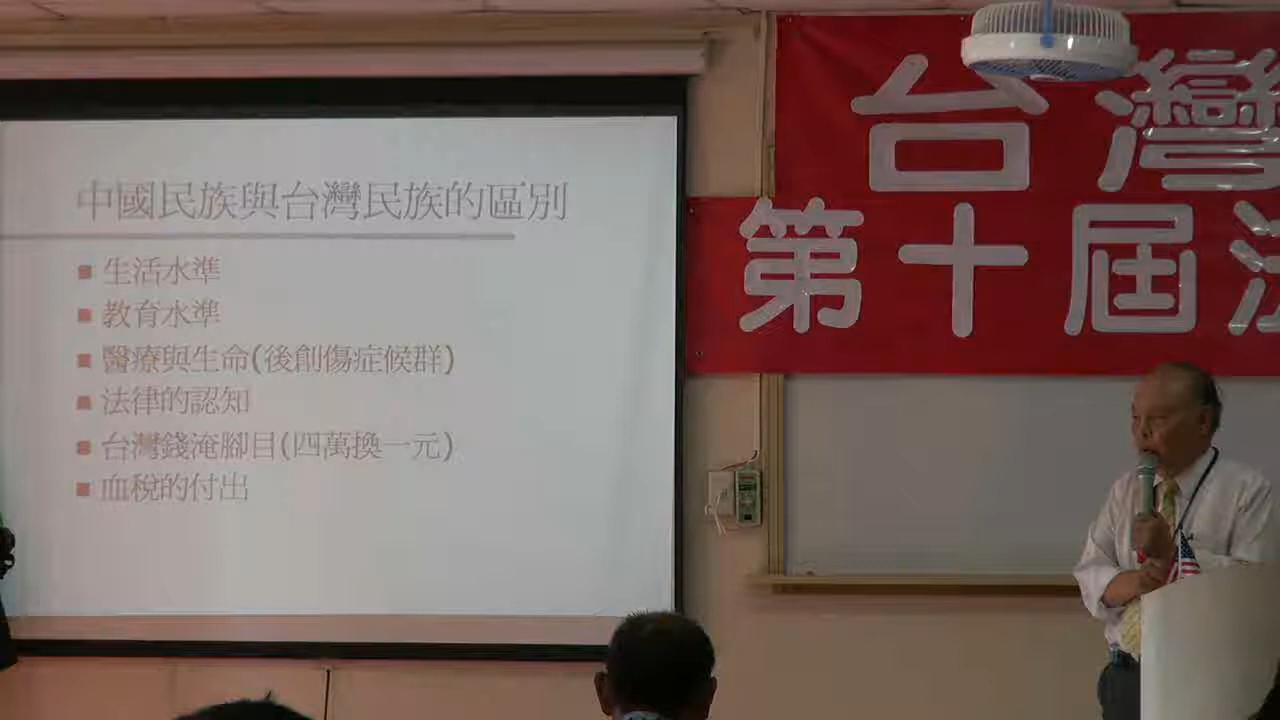 中國民族與台灣民族的區別
生活水準
教育水準
醫療與生命(後創傷症候群)
法律的認知
台灣錢淹腳目(四萬換一元)
血稅的付出
台灣
第十屆法